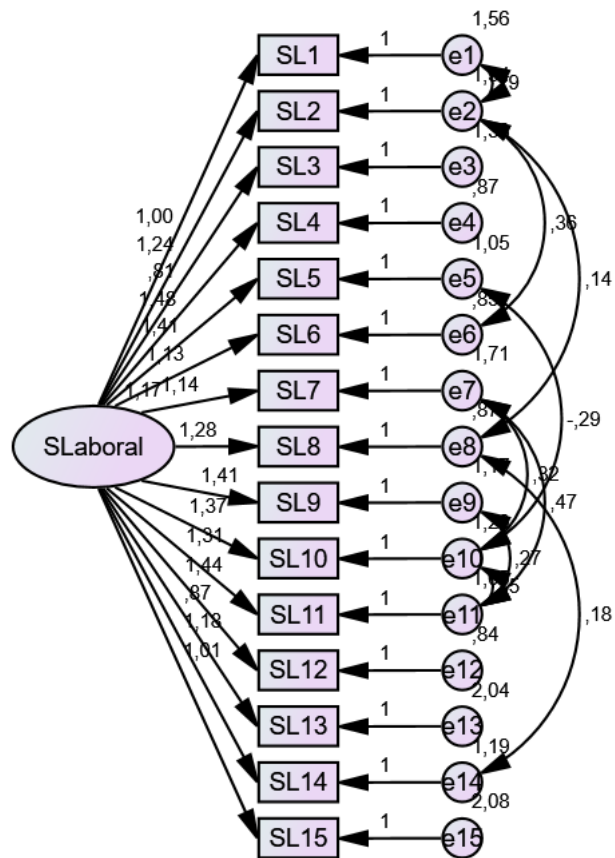 1,56
SL1 1 e1
SL2 1 e2
SL3 1 e3
,87
SL4 1 e4
1,05
SL5 1 e5
SL6 1 e6
1,71
SL7 1 e7
SL8 1 e8
SL9 1 e9
SL10 1 e10
SL11 1 e11
,84
SL12 1 e12
2,04
SL13 1 e13
1,19
SL14 1 e14
2,08
SL15 1 e15
SLaboral
1,00
1,24
,81
1,48
1,41
1,13
1,17
1,14
1,28
1,41
1,37
1,31
1,44
,87
1,18
1,01
,36
,14
-,29
,47
,27
,18